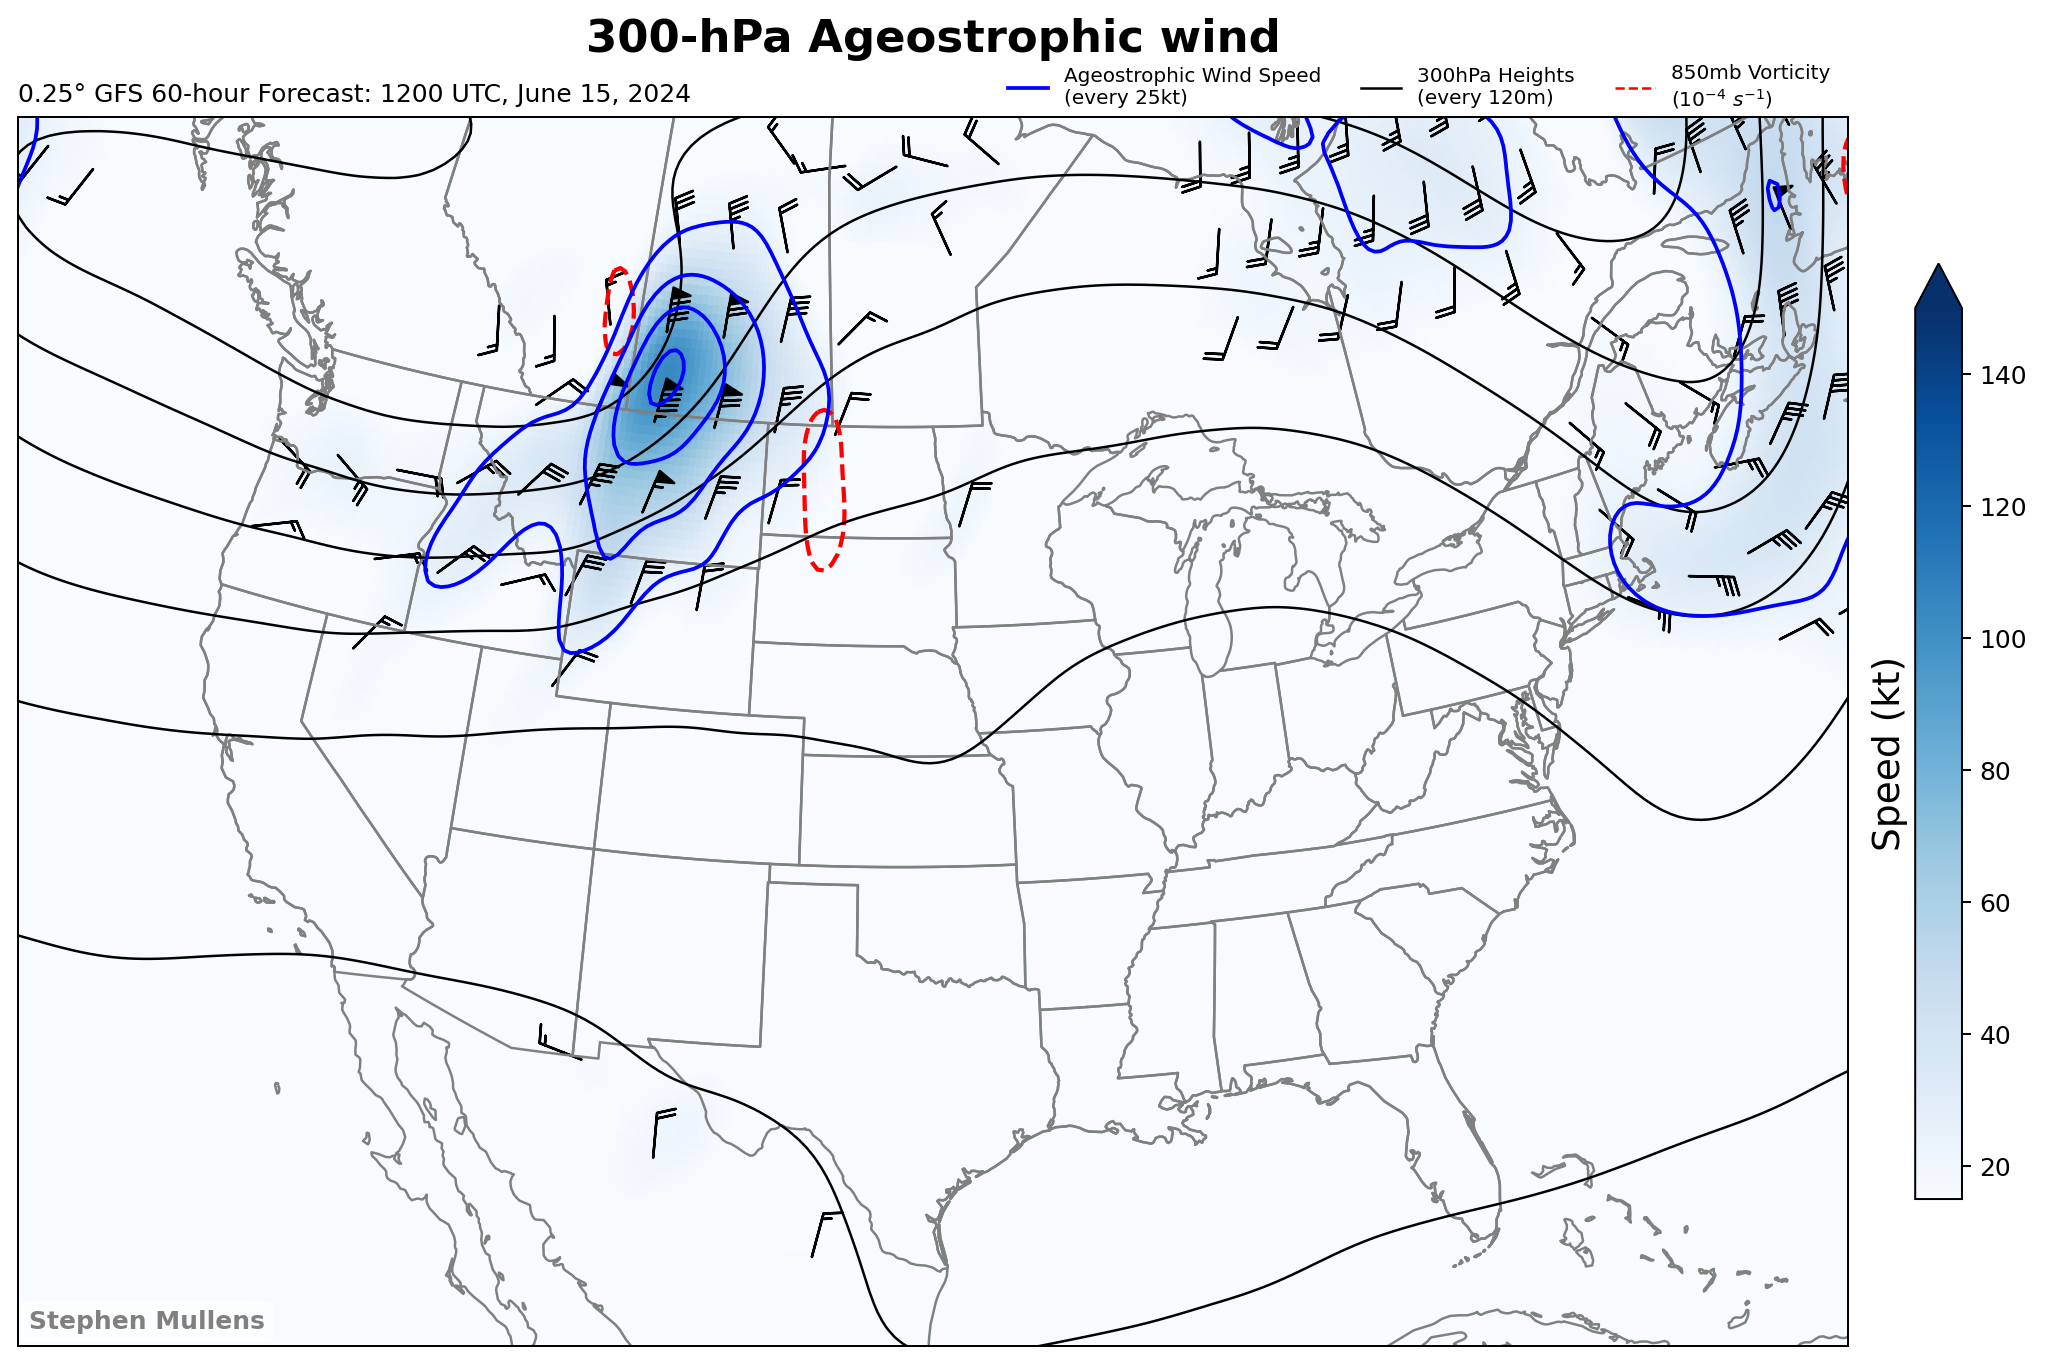 300-hPa Ageostrophic wind
0.25° GFS 60-hour Forecast: 1200 UTC, June 15, 2024
Ageostrophic Wind Speed
(every 25kt)
300hPa Heights
(every 120m)
850mb Vorticity
(10⁻⁴ s⁻¹)
140
120
100
80
60
40
20
Speed (kt)
Stephen Mullens